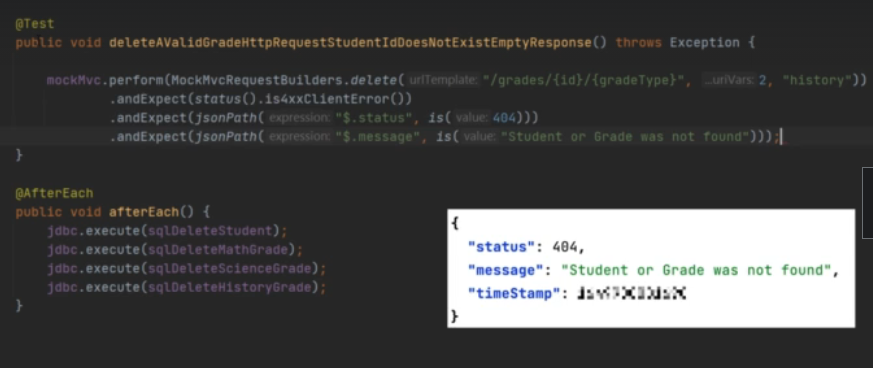 @Test
public void deleteAValidGradeHttpRequestStudentIdDoesNotExistEmptyResponse() throws Exception {
mockMvc.perform(MockMvcRequestBuilders.delete( urlTemplate: "/grades/{id}/{gradeType}", ...uriVars: 2, "history"))
.andExpect(status().is4xxClientError())
.andExpect(jsonPath( expression: "$.status", is( value: 404)))
.andExpect(jsonPath( expression: "$.message", is( value: "Student or Grade was not found")));
}
@AfterEach
public void afterEach() {
jdbc.execute(sqlDeleteStudent);
jdbc.execute(sqlDeleteMathGrade);
jdbc.execute(sqlDeleteScienceGrade);
jdbc.execute(sqlDeleteHistoryGrade);
}
{
"status": 404,
"message": "Student or Grade was not found",
"timeStamp":
}